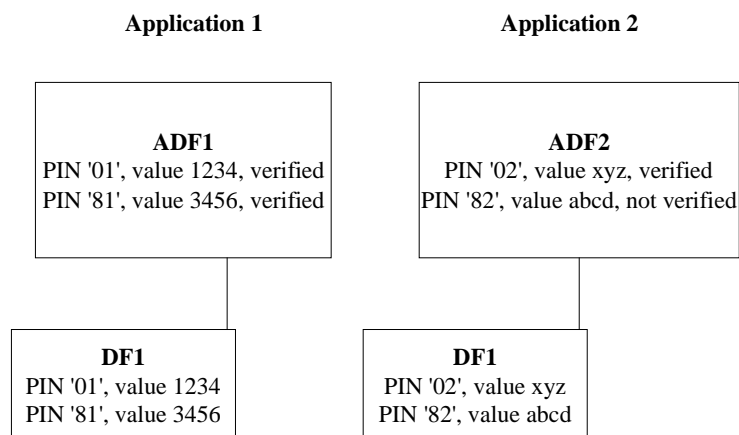 Application 1
Application 2
ADF1
PIN '01', value 1234, verified
PIN '81', value 3456, verified
ADF2
PIN '02', value xyz, verified
PIN '82', value abcd, not verified
DF1
PIN '01', value 1234
PIN '81', value 3456
DF1
PIN '02', value xyz
PIN '82', value abcd